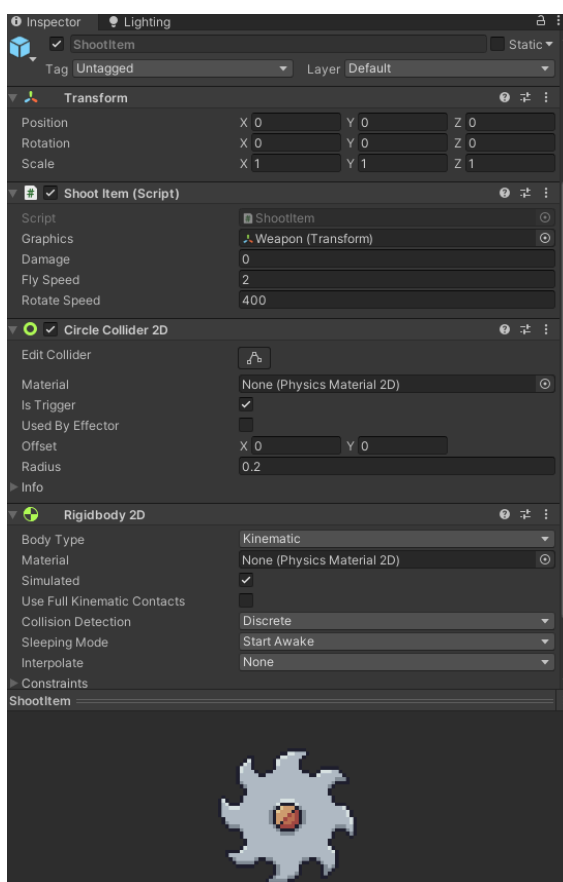 Inspector Lighting
ShootItem Static
Tag Untagged Layer Default
Transform
Position X 0 Y 0 Z 0
Rotation X 0 Y 0 Z 0
Scale X 1 Y 1 Z 1
# Shoot Item (Script)
Script # ShootItem
Graphics Weapon (Transform)
Damage 0
Fly Speed 2
Rotate Speed 400
Circle Collider 2D
Edit Collider
Material None (Physics Material 2D)
Is Trigger
Used By Effector
Offset X 0 Y 0
Radius 0.2
Info
Rigidbody 2D
Body Type Kinematic
Material None (Physics Material 2D)
Simulated
Use Full Kinematic Contacts
Collision Detection Discrete
Sleeping Mode Start Awake
Interpolate None
Constraints
ShootItem